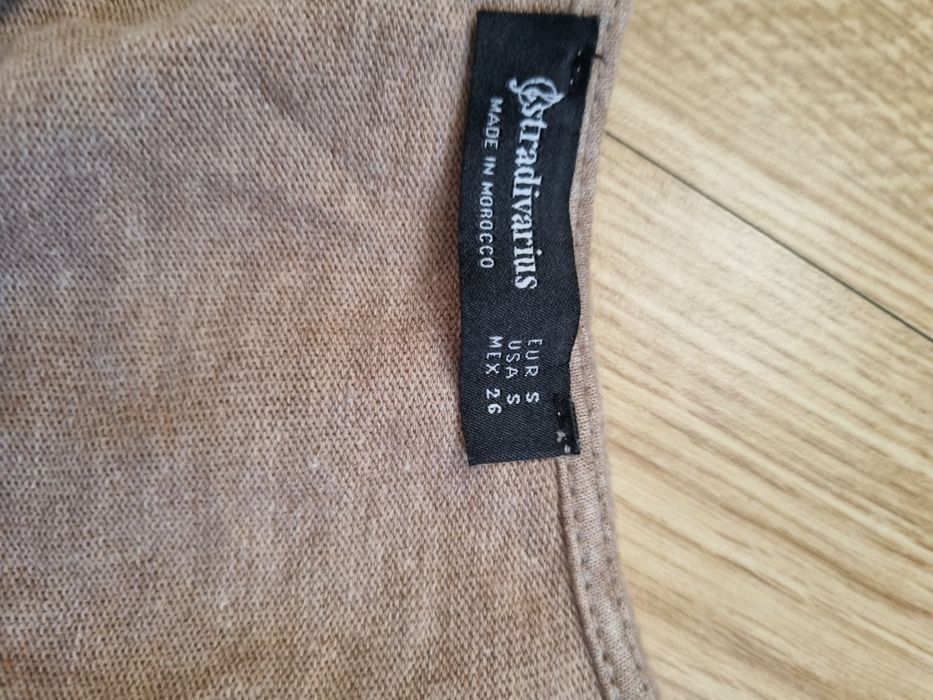 stradivarius
MADE IN MOROCCO
EUR S
USA S
MEX 26